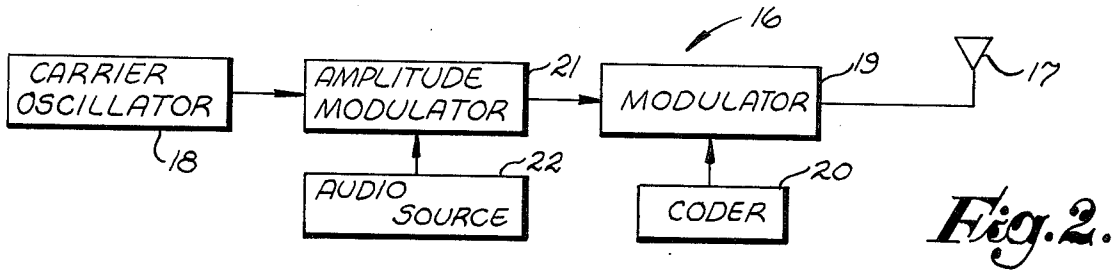 16
CARRIER
OSCILLATOR
18
AMPLITUDE
MODULATOR
21
MODULATOR
19
17
AUDIO
SOURCE
22
CODER
20
Fig. 2.